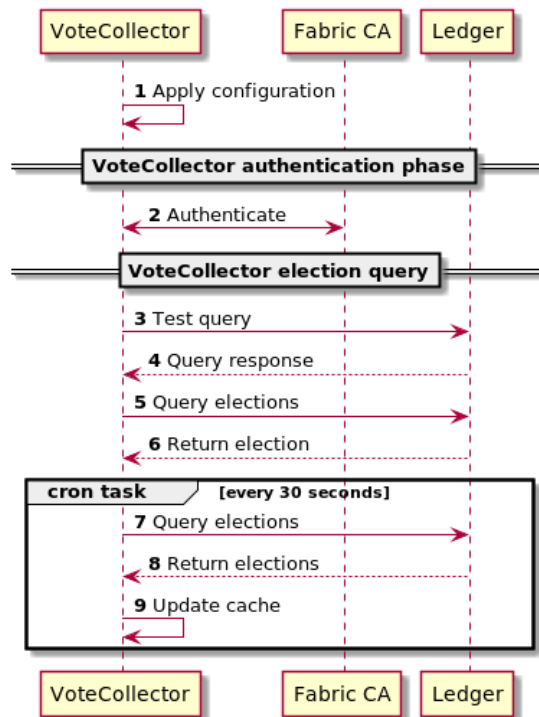 VoteCollector Fabric CA Ledger
1 Apply configuration
VoteCollector authentication phase
2 Authenticate
VoteCollector election query
3 Test query
4 Query response
5 Query elections
6 Return election
cron task [every 30 seconds]
7 Query elections
8 Return elections
9 Update cache
VoteCollector Fabric CA Ledger